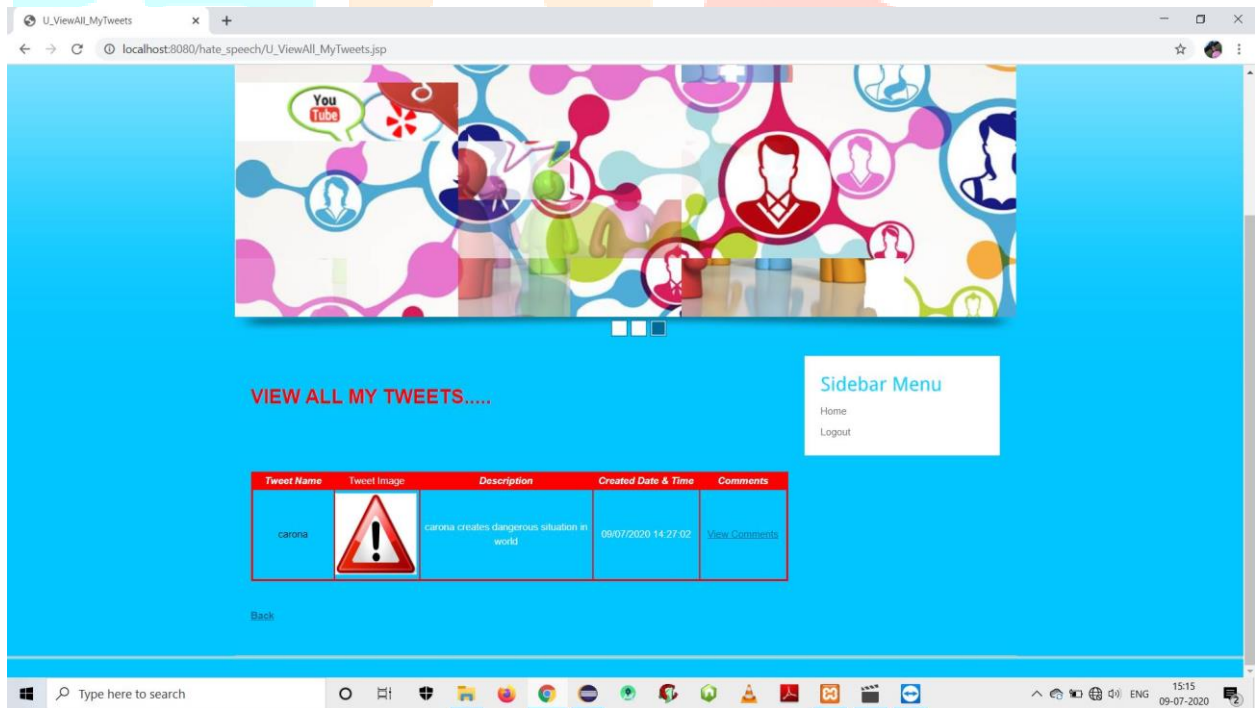 U_ViewAll_MyTweets
localhost:8080/hate_speech/U_ViewAll_MyTweets.jsp
You
Tube
VIEW ALL MY TWEETS.....
Sidebar Menu
Home
Logout
Tweet Name Tweet Image Description Created Date & Time Comments
carona carona creates dangerous situation in world 09/07/2020 14:27:02 View Comments
Back
Type here to search
ENG
15:15
09-07-2020
2